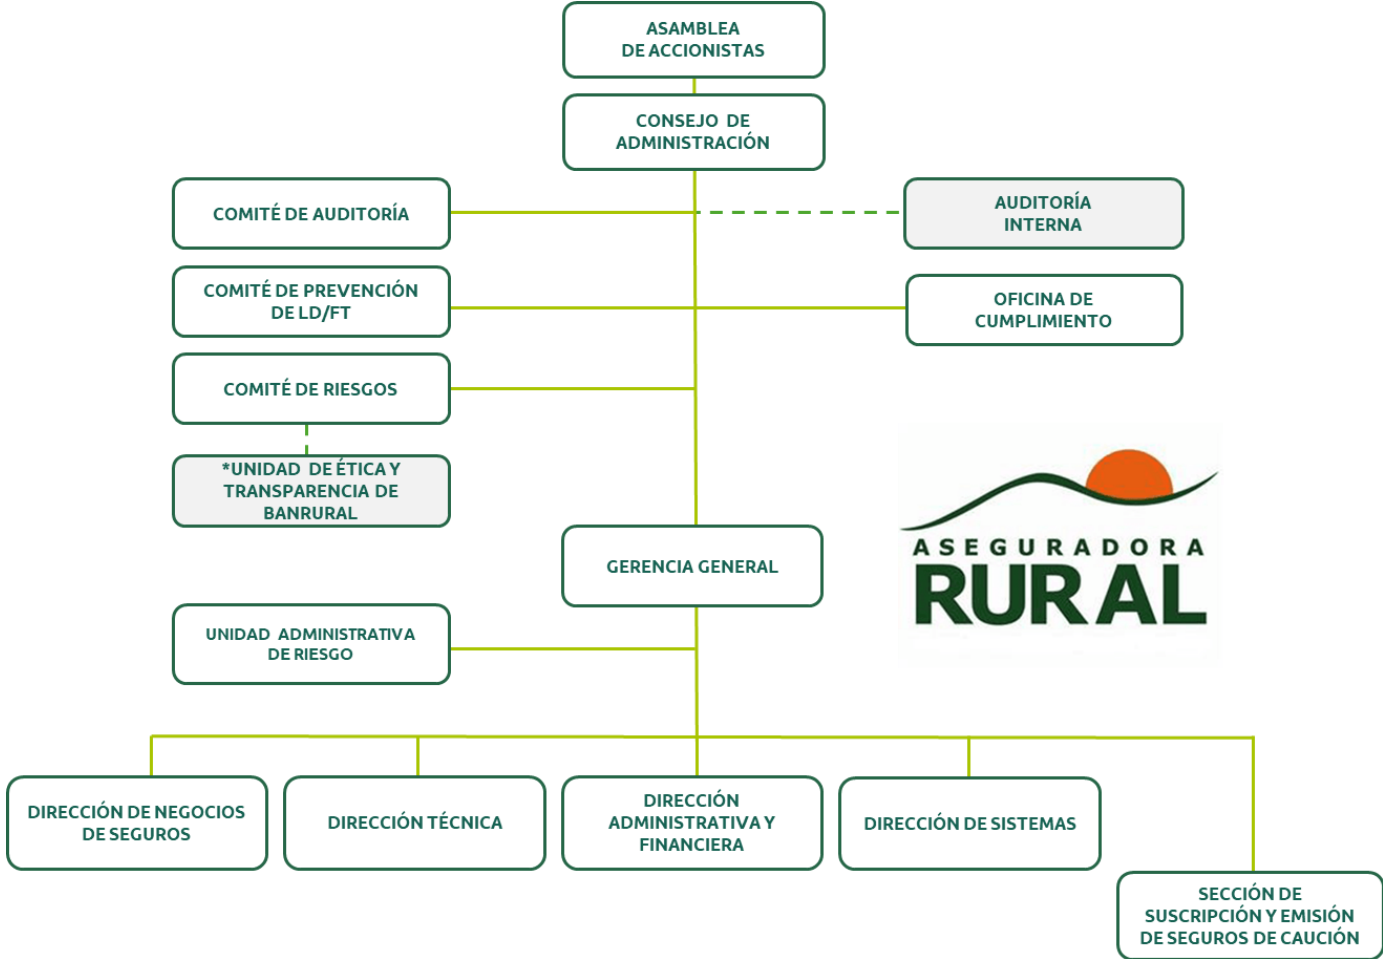 ASAMBLEA
DE ACCIONISTAS
CONSEJO DE
ADMINISTRACIÓN
COMITÉ DE AUDITORÍA
AUDITORÍA
INTERNA
COMITÉ DE PREVENCIÓN
DE LD/FT
OFICINA DE
CUMPLIMIENTO
COMITÉ DE RIESGOS
*UNIDAD DE ÉTICA Y
TRANSPARENCIA DE
BANRURAL
GERENCIA GENERAL
ASEGURADORA
RURAL
UNIDAD ADMINISTRATIVA
DE RIESGO
DIRECCIÓN DE NEGOCIOS
DE SEGUROS
DIRECCIÓN TÉCNICA
DIRECCIÓN
ADMINISTRATIVA Y
FINANCIERA
DIRECCIÓN DE SISTEMAS
SECCIÓN DE
SUSCRIPCIÓN Y EMISIÓN
DE SEGUROS DE CAUCIÓN